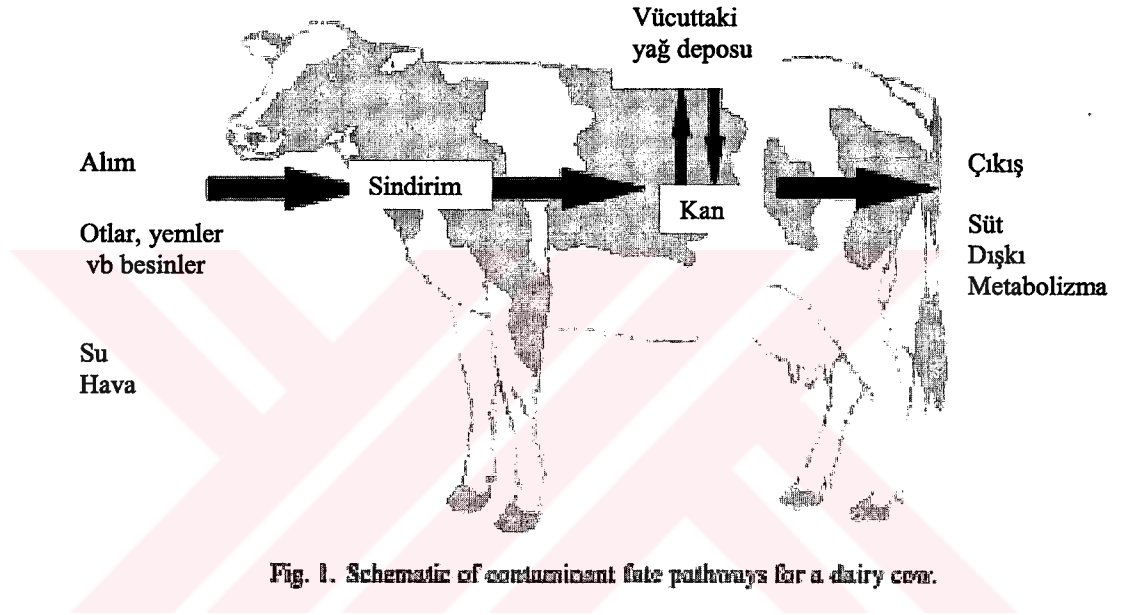 Vücuttaki
yağ deposu
Alım
Sindirim
Kan
Çıkış
Otlar, yemler
vb besinler
Süt
Dışkı
Metabolizma
Su
Hava
Fig. 1. Schematic of contaminant fate pathways for a dairy cow.